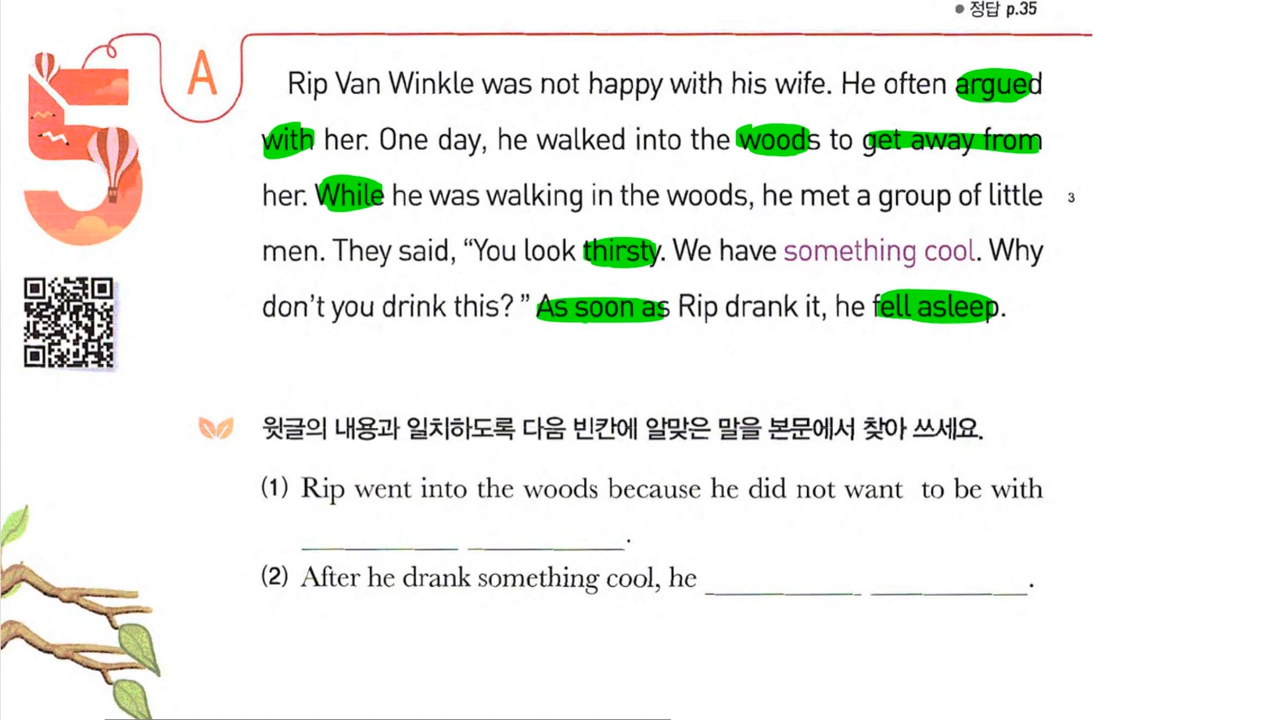 ● 정답 p.35
5
A
Rip Van Winkle was not happy with his wife. He often argued
with her. One day, he walked into the woods to get away from
her. While he was walking in the woods, he met a group of little
3
men. They said, “You look thirsty. We have something cool. Why
don’t you drink this? ” As soon as Rip drank it, he fell asleep.
윗글의 내용과 일치하도록 다음 빈칸에 알맞은 말을 본문에서 찾아 쓰세요.
(1) Rip went into the woods because he did not want to be with
________ ________.
(2) After he drank something cool, he ________ ________.